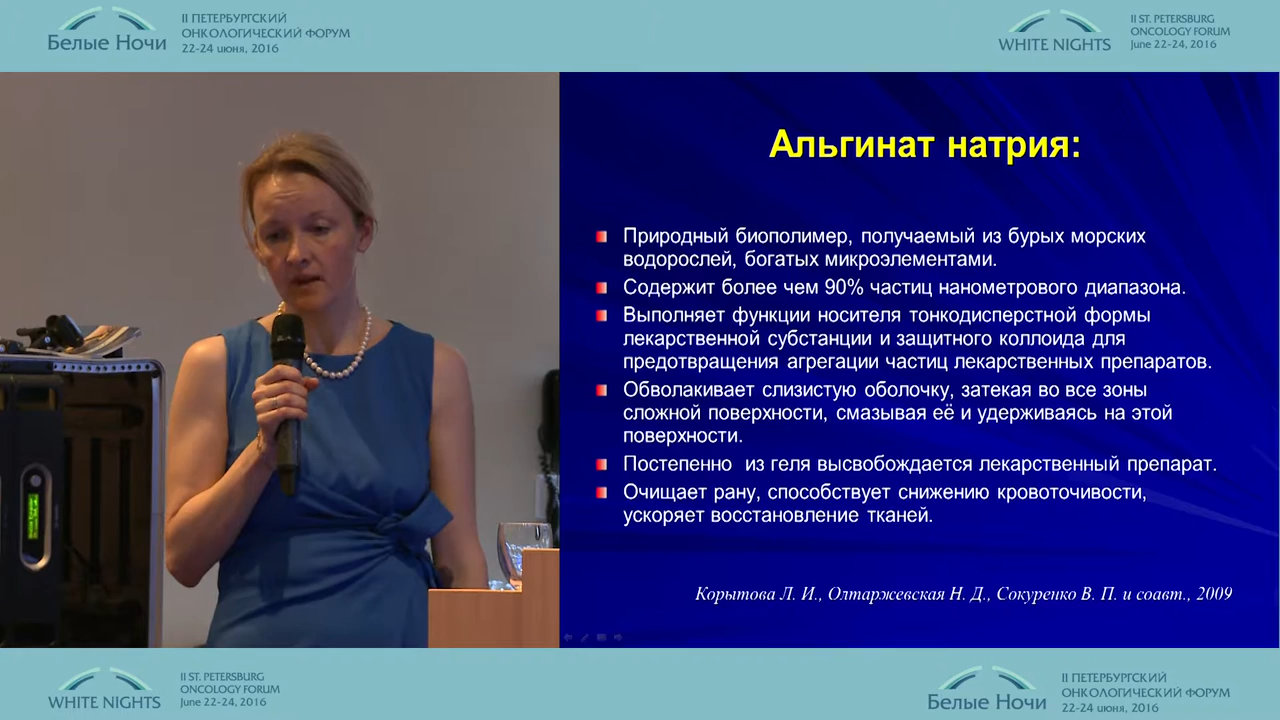 Белые Ночи
II ПЕТЕРБУРГСКИЙ
ОНКОЛОГИЧЕСКИЙ ФОРУМ
22-24 июня, 2016
WHITE NIGHTS
II ST. PETERSBURG
ONCOLOGY FORUM
June 22-24, 2016
Альгинат натрия:
Природный биополимер, получаемый из бурых морских
водорослей, богатых микроэлементами.
Содержит более чем 90% частиц нанометрового диапазона.
Выполняет функции носителя тонкодисперстной формы
лекарственной субстанции и защитного коллоида для
предотвращения агрегации частиц лекарственных препаратов.
Обволакивает слизистую оболочку, затекая во все зоны
сложной поверхности, смазывая её и удерживаясь на этой
поверхности.
Постепенно из геля высвобождается лекарственный препарат.
Очищает рану, способствует снижению кровоточивости,
ускоряет восстановление тканей.
Корытова Л. И., Олтаржевская Н. Д., Сокуренко В. П. и соавт., 2009
WHITE NIGHTS
II ST. PETERSBURG
ONCOLOGY FORUM
June 22-24, 2016
Белые Ночи
II ПЕТЕРБУРГСКИЙ
ОНКОЛОГИЧЕСКИЙ ФОРУМ
22-24 июня, 2016